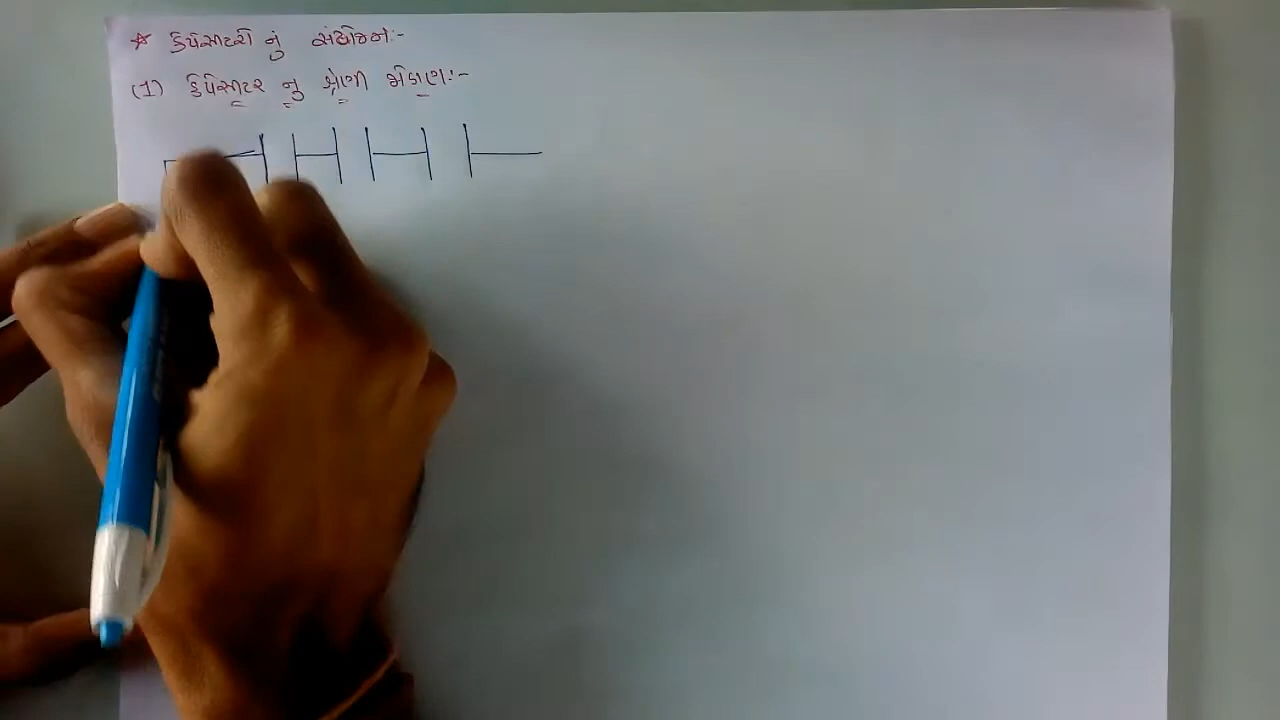 * કેપેસીટરો નું સંયોજન:-
(1) કેપેસીટર નુ શ્રેણી જોડાણ:-